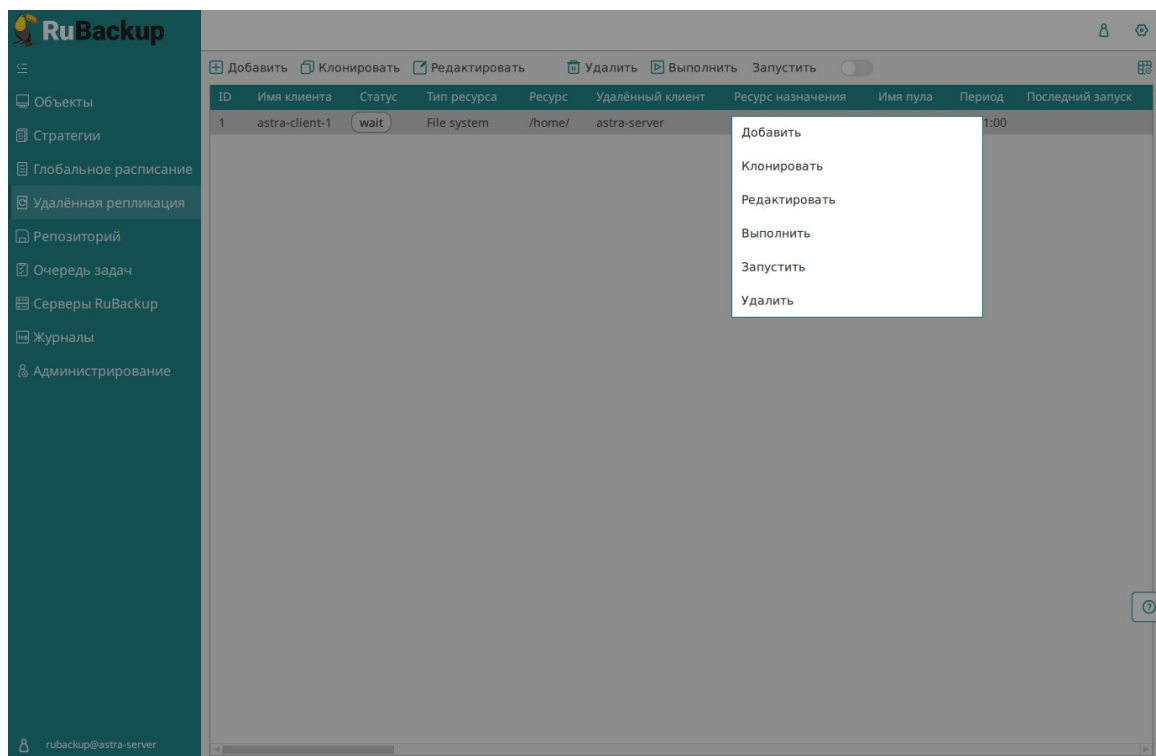 RuBackup
Добавить Клонировать Редактировать Удалить Выполнить Запустить
Объекты
Стратегии
Глобальное расписание
Удалённая репликация
Репозиторий
Очередь задач
Серверы RuBackup
Журналы
Администрирование
rubackup@astra-server
ID Имя клиента Статус Тип ресурса Ресурс Удалённый клиент Ресурс назначения Имя пула Период Последний запуск
1 astra-client-1 wait File system /home/ astra-server 1:00
Добавить
Клонировать
Редактировать
Выполнить
Запустить
Удалить